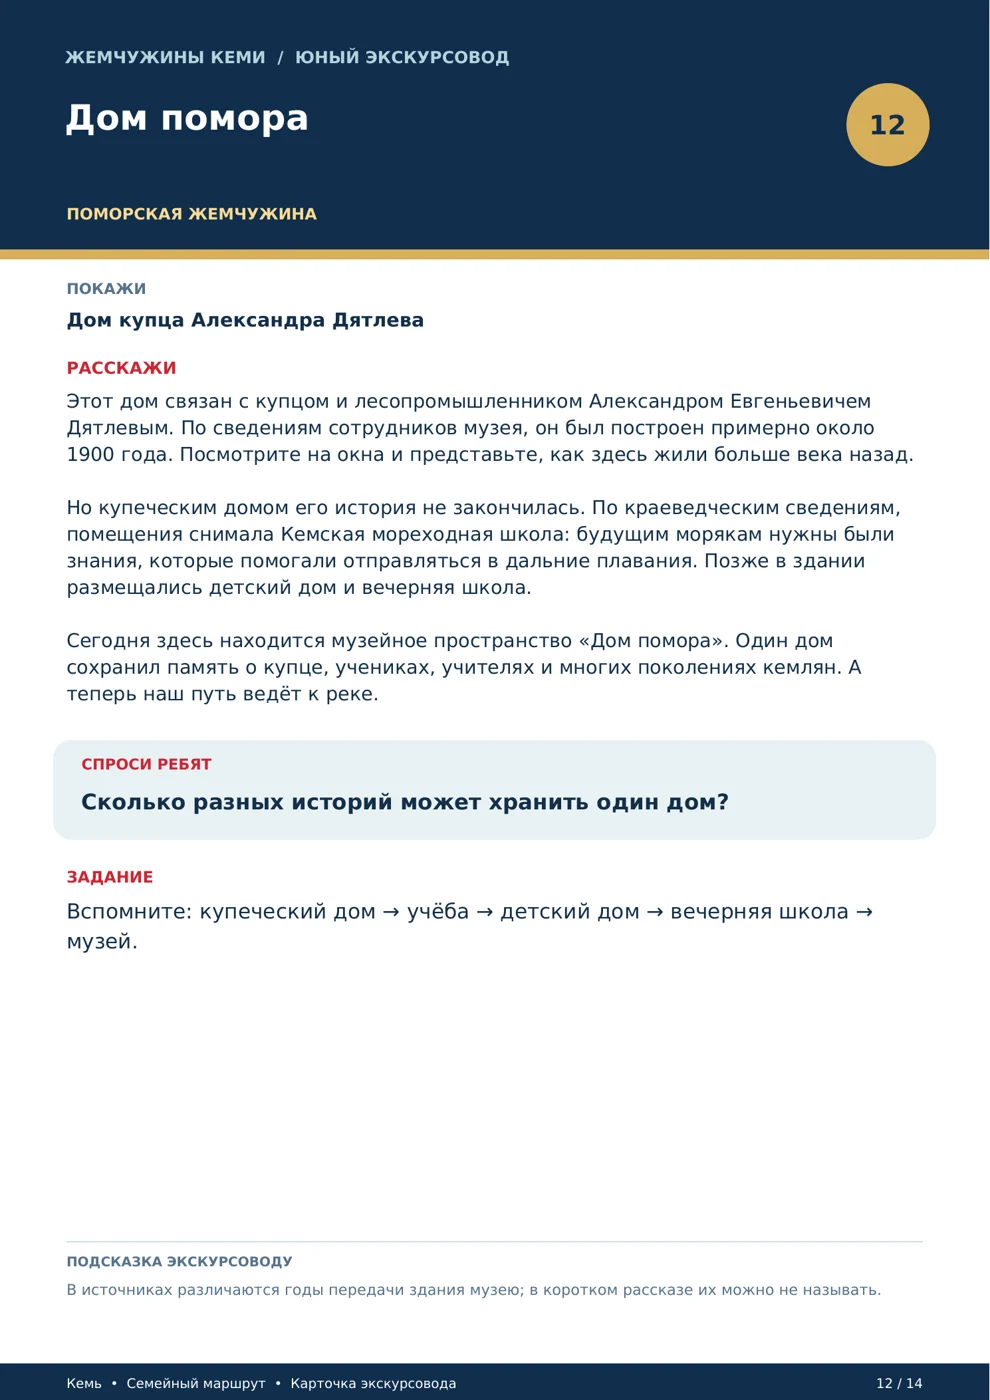 ЖЕМЧУЖИНЫ КЕМИ / ЮНЫЙ ЭКСКУРСОВОД
Дом помора
12
ПОМОРСКАЯ ЖЕМЧУЖИНА
ПОКАЖИ
Дом купца Александра Дятлева
РАССКАЖИ
Этот дом связан с купцом и лесопромышленником Александром Евгеньевичем
Дятлевым. По сведениям сотрудников музея, он был построен примерно около
1900 года. Посмотрите на окна и представьте, как здесь жили больше века назад.
Но купеческим домом его история не закончилась. По краеведческим сведениям,
помещения снимала Кемская мореходная школа: будущим морякам нужны были
знания, которые помогали отправляться в дальние плавания. Позже в здании
размещались детский дом и вечерняя школа.
Сегодня здесь находится музейное пространство «Дом помора». Один дом
сохранил память о купце, учениках, учителях и многих поколениях кемлян. А
теперь наш путь ведёт к реке.
СПРОСИ РЕБЯТ
Сколько разных историй может хранить один дом?
ЗАДАНИЕ
Вспомните: купеческий дом → учёба → детский дом → вечерняя школа →
музей.
ПОДСКАЗКА ЭКСКУРСОВОДУ
В источниках различаются годы передачи здания музею; в коротком рассказе их можно не называть.
Кемь • Семейный маршрут • Карточка экскурсовода
12 / 14